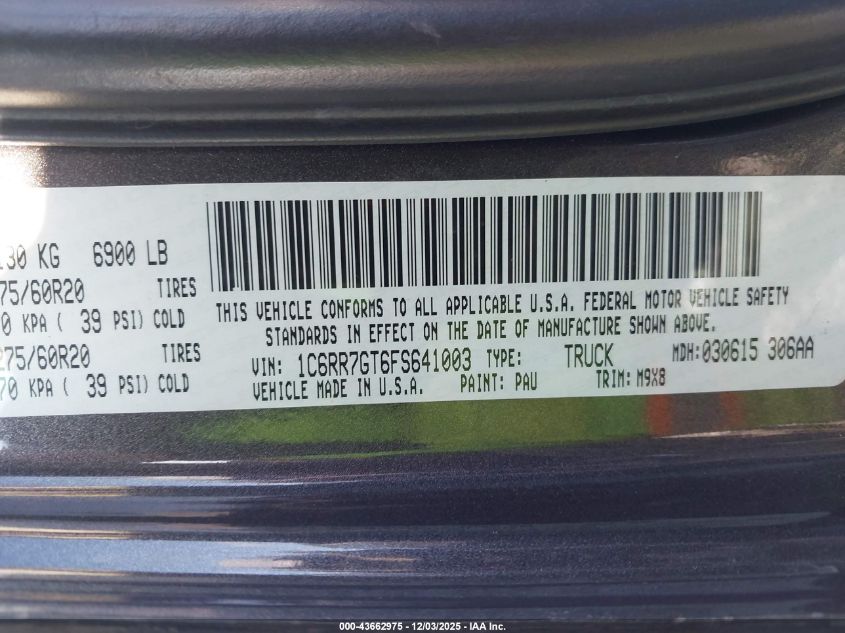 KG 6900 LB
75/60R20 TIRES
0 KPA ( 39 PSI) COLD
275/60R20 TIRES
70 KPA ( 39 PSI) COLD
THIS VEHICLE CONFORMS TO ALL APPLICABLE U.S.A. FEDERAL MOTOR VEHICLE SAFETY
STANDARDS IN EFFECT ON THE DATE OF MANUFACTURE SHOWN ABOVE.
VIN: 1C6RR7GT6FS641003 TYPE: TRUCK MDH:030615 306AA
VEHICLE MADE IN U.S.A. PAINT: PAU TRIM: M9X8
000-43662975 - 12/03/2025 - IAA Inc.